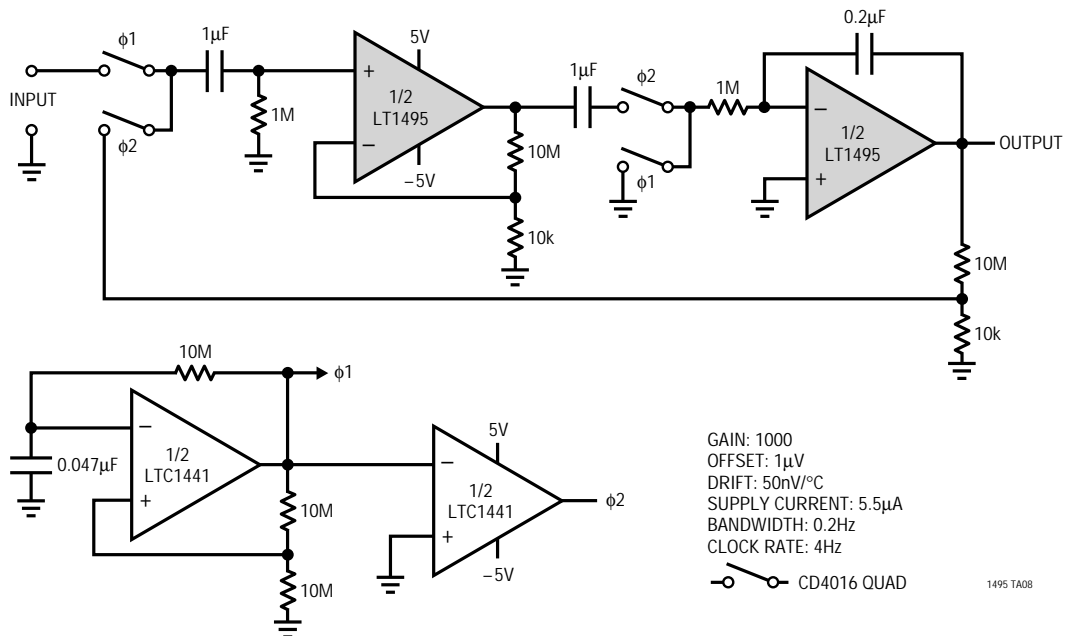 INPUT
ϕ1
ϕ2
1µF
1M
5V
+
1/2
LT1495
−
−5V
10M
10k
1µF
ϕ2
ϕ1
1M
0.2µF
−
1/2
LT1495
+
OUTPUT
10M
10k
10M
ϕ1
0.047µF
−
1/2
LTC1441
+
10M
10M
5V
−
1/2
LTC1441
+
−5V
ϕ2
GAIN: 1000
OFFSET: 1µV
DRIFT: 50nV/°C
SUPPLY CURRENT: 5.5µA
BANDWIDTH: 0.2Hz
CLOCK RATE: 4Hz
CD4016 QUAD
1495 TA08